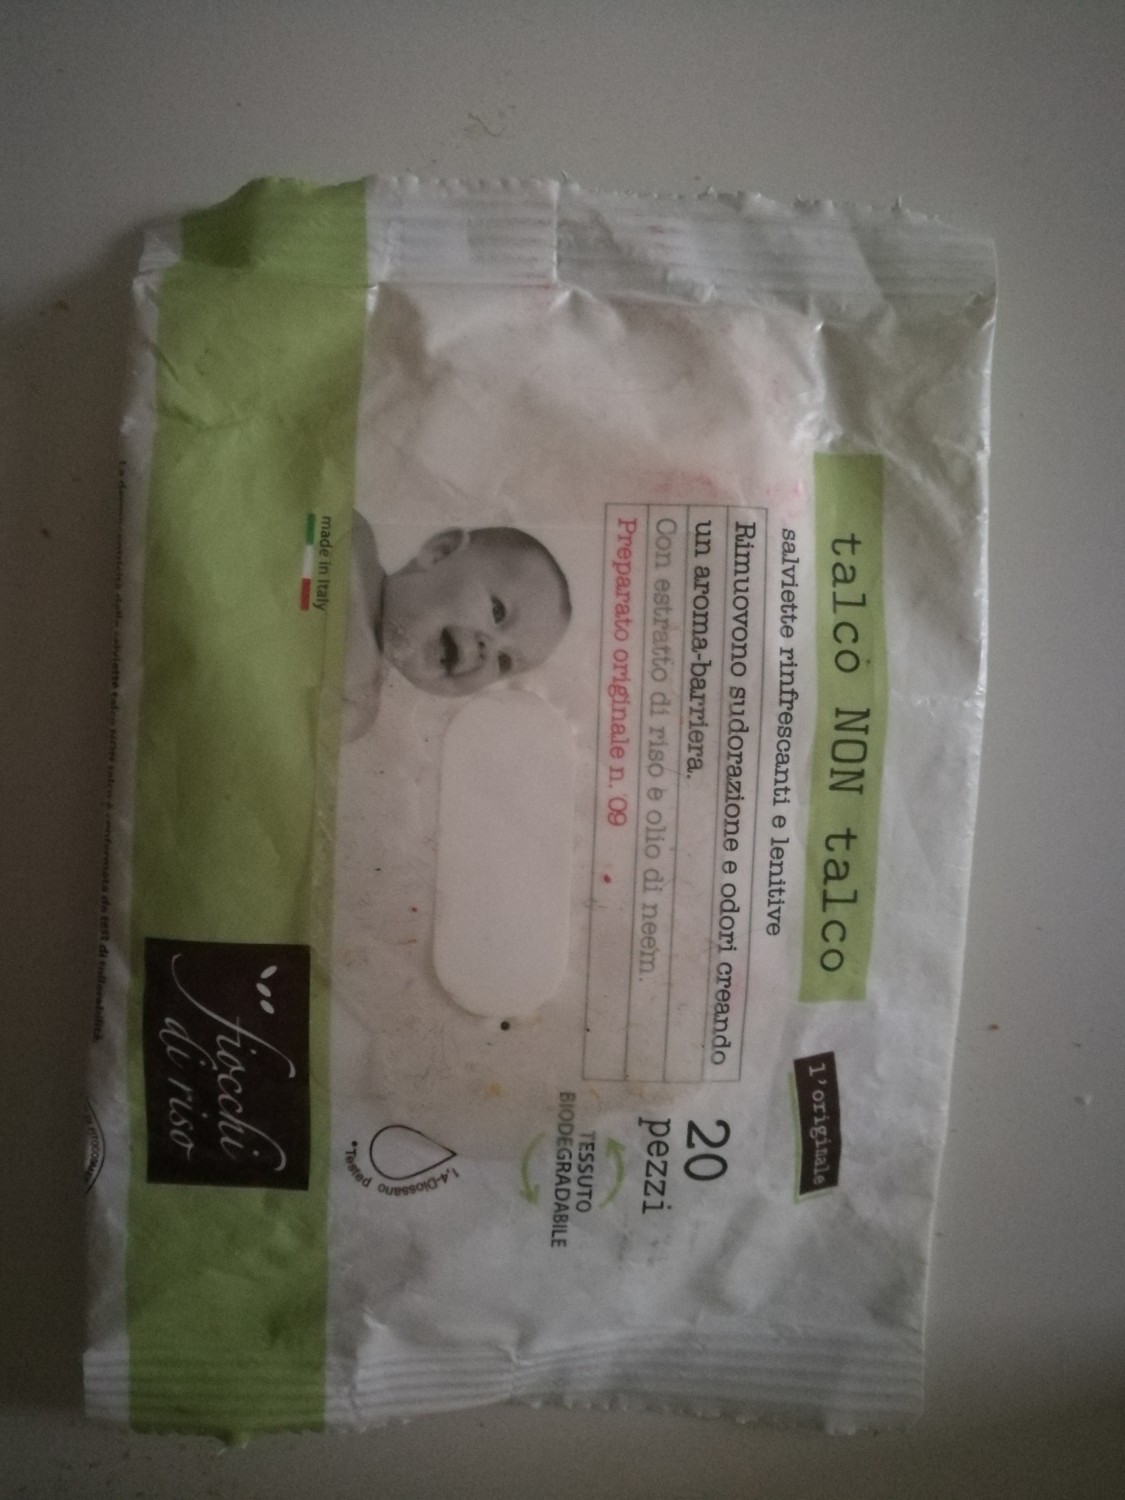 talco NON talco
salviette rinfrescanti e lenitive
l'originale
Rimuovono sudorazione e odori creando
un aroma-barriera.
Con estratto di riso e olio di neem.
Preparato originale n. 09
20
pezzi
TESSUTO
BIODEGRADABILE
1,4-Diossano
*Tested
made in Italy
fiocchi
di riso